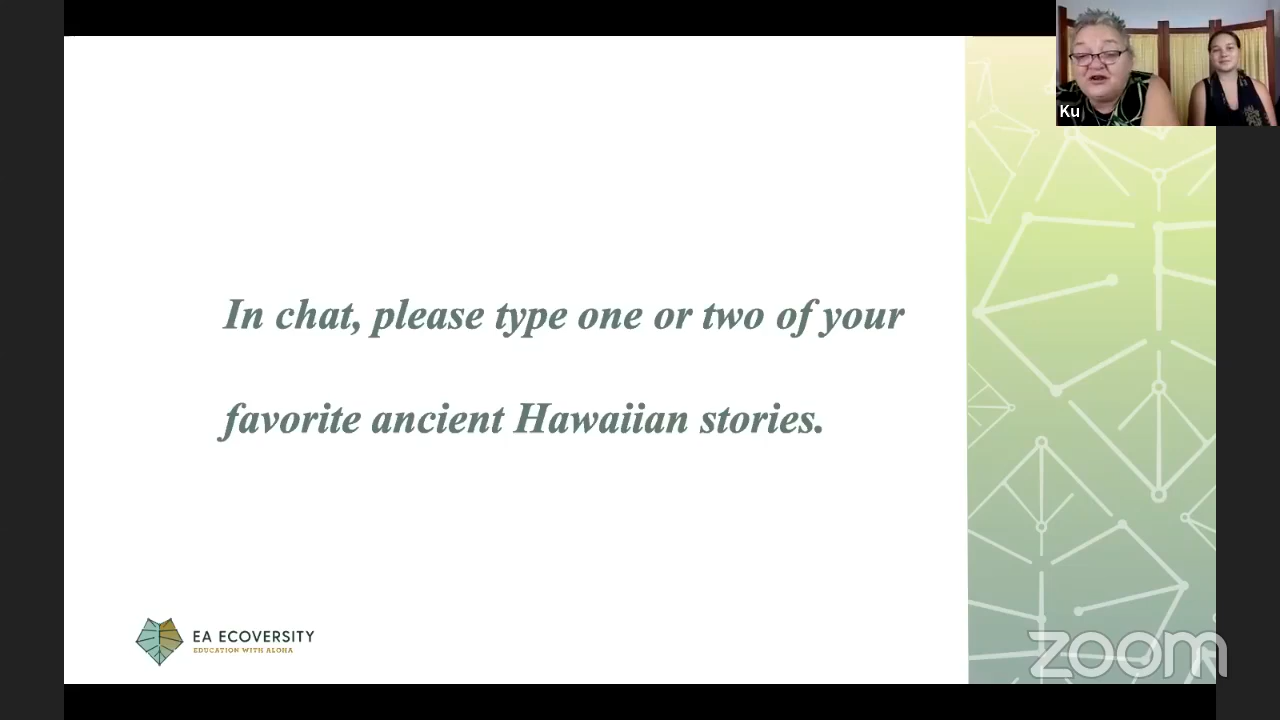 Ku
In chat, please type one or two of your
favorite ancient Hawaiian stories.
EA ECOVERSITY
EDUCATION WITH ALOHA
zoom